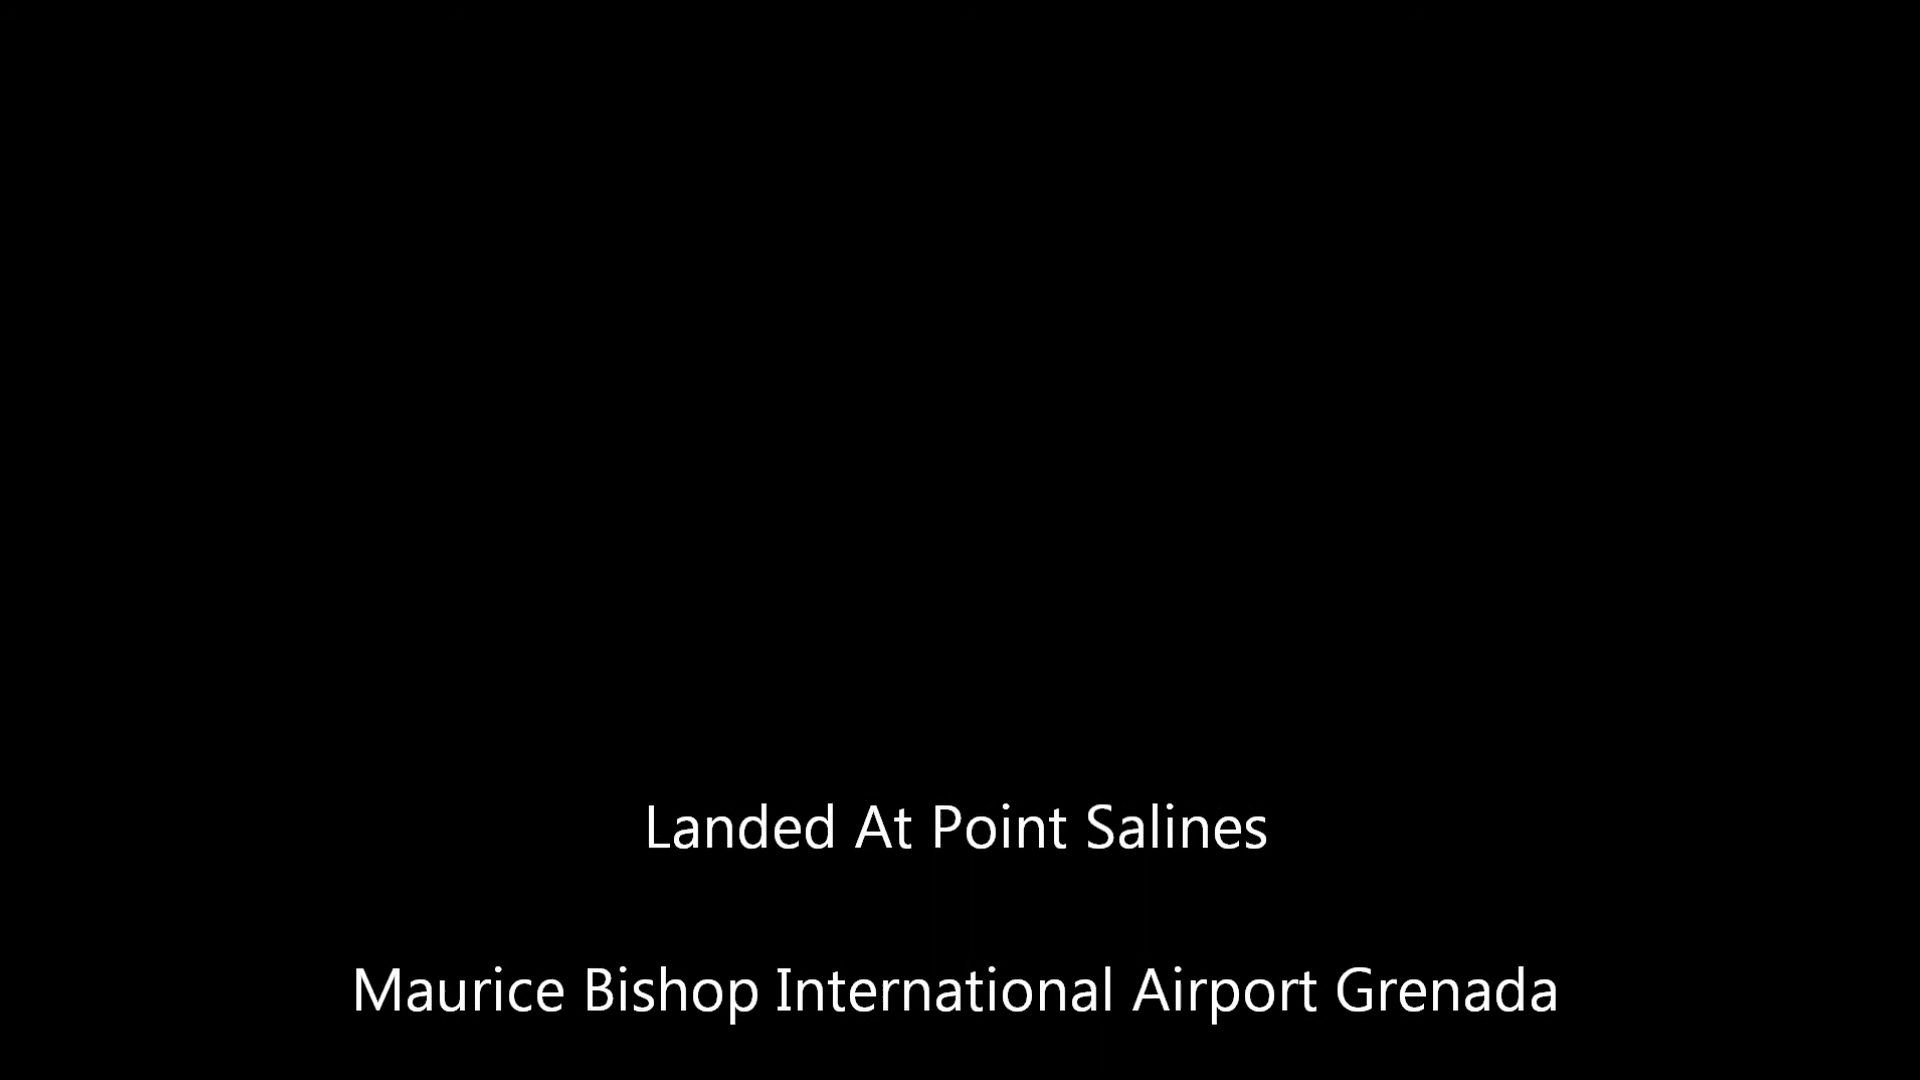 Landed At Point Salines
Maurice Bishop International Airport Grenada